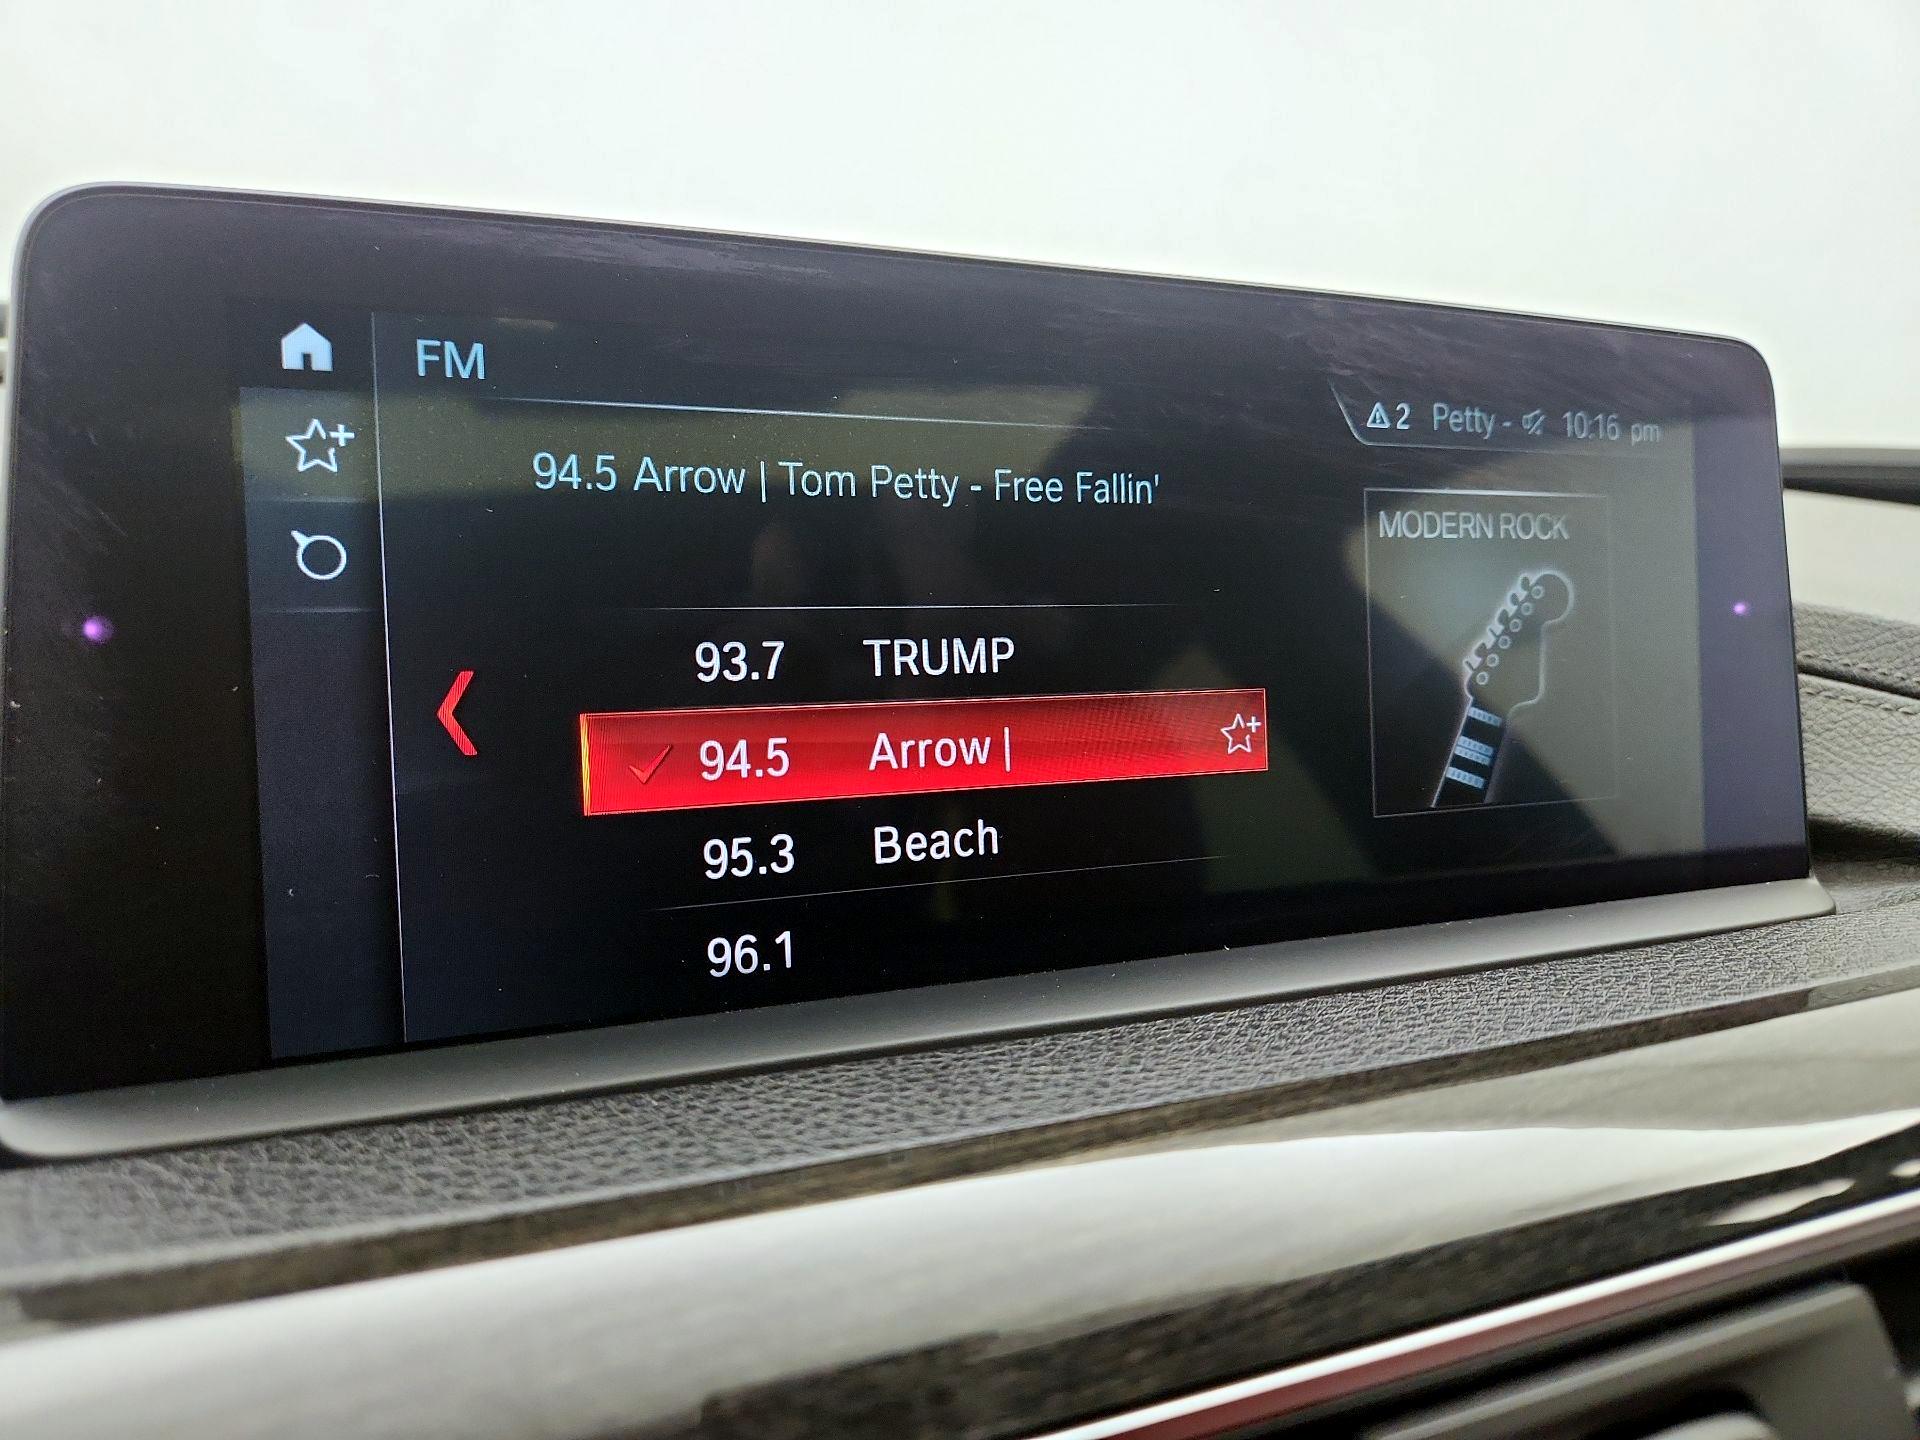 FM
2 Petty - 10:16 pm
94.5 Arrow | Tom Petty - Free Fallin'
MODERN ROCK
93.7 TRUMP
94.5 Arrow |
95.3 Beach
96.1